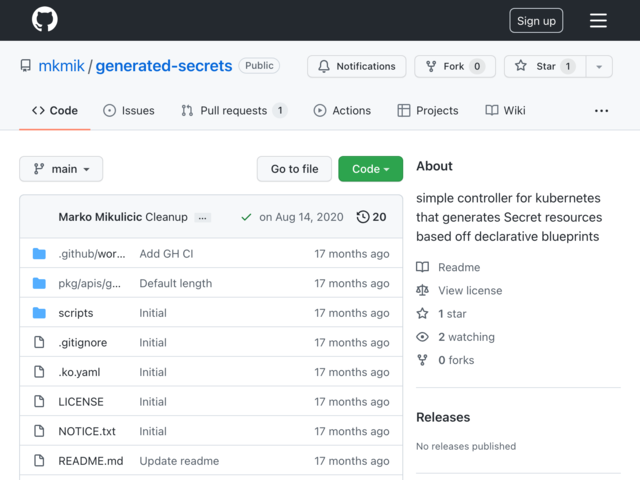 Sign up
mkmik / generated-secrets Public
Notifications Fork 0 Star 1
Code Issues Pull requests 1 Actions Projects Wiki ...
main Go to file Code
Marko Mikulicic Cleanup ... on Aug 14, 2020 20
.github/wor... Add GH CI 17 months ago
pkg/apis/g... Default length 17 months ago
scripts Initial 17 months ago
.gitignore Initial 17 months ago
.ko.yaml Initial 17 months ago
LICENSE Initial 17 months ago
NOTICE.txt Initial 17 months ago
README.md Update readme 17 months ago
About
simple controller for kubernetes
that generates Secret resources
based off declarative blueprints
Readme
View license
1 star
2 watching
0 forks
Releases
No releases published